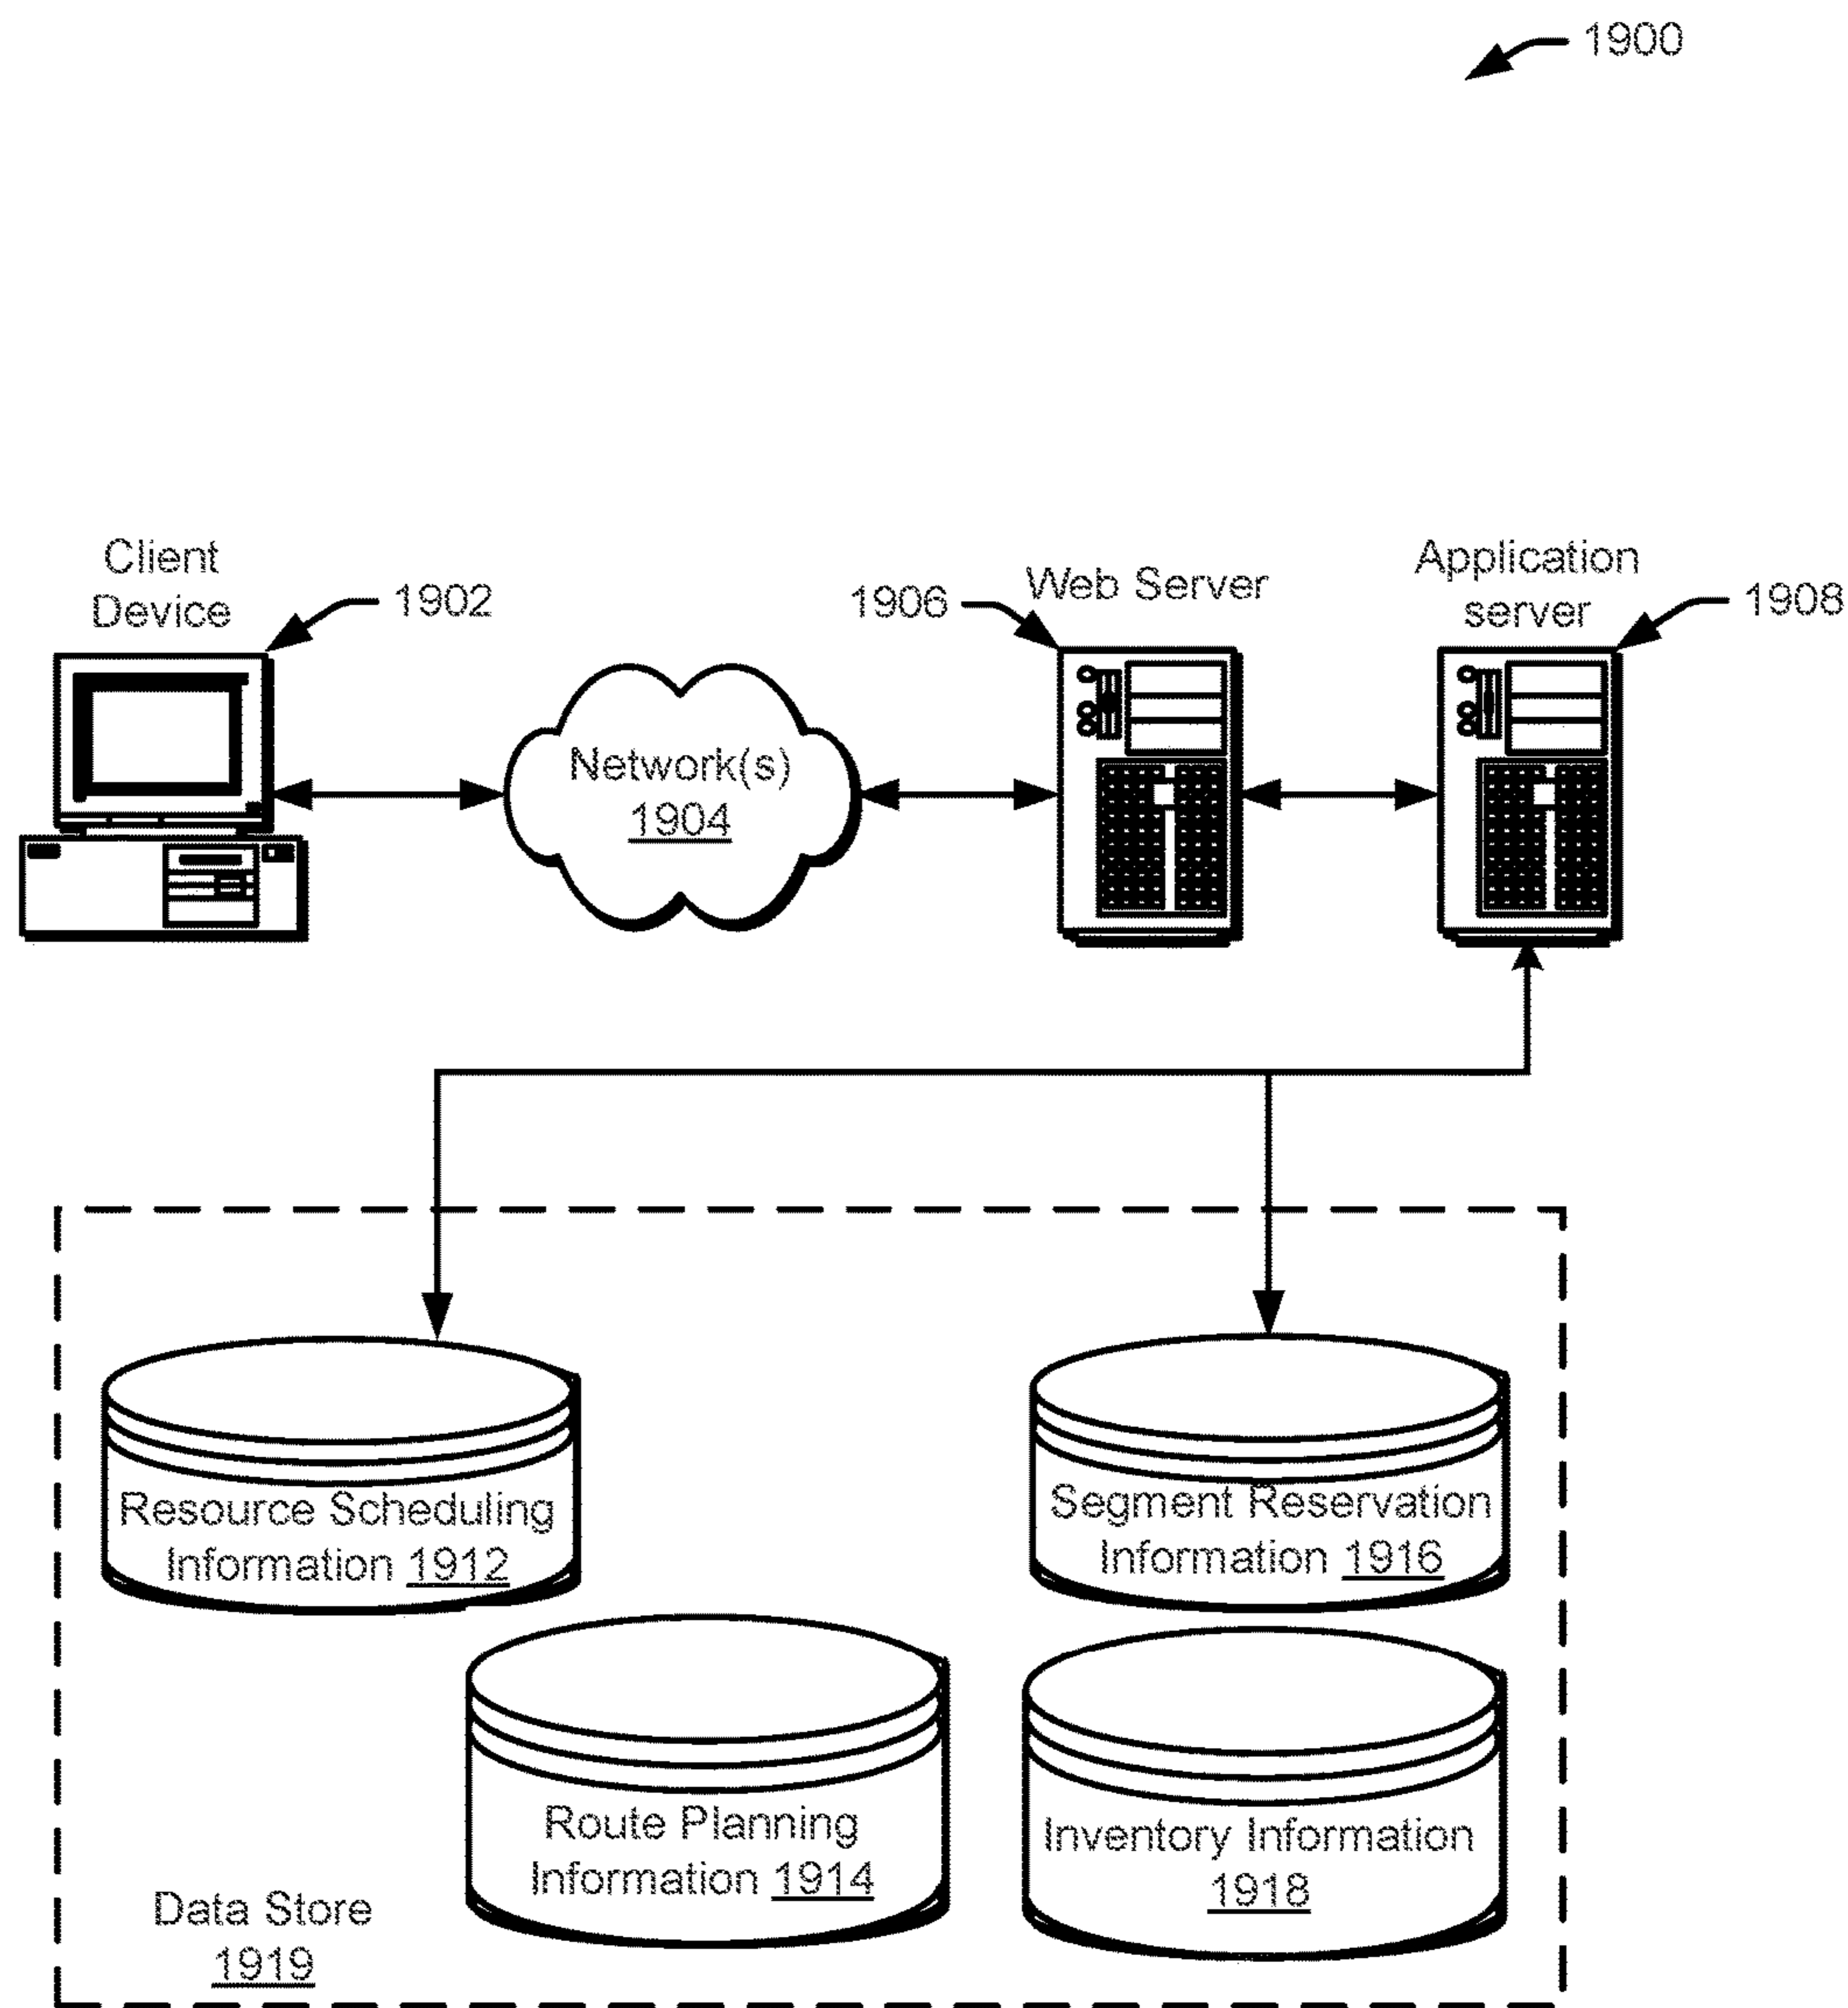 1900
Client
Device
1902
1906
Web Server
Application
server
1908
Network(s)
1904
Resource Scheduling
Information 1912
Segment Reservation
Information 1916
Route Planning
Information 1914
Inventory Information
1918
Data Store
1919